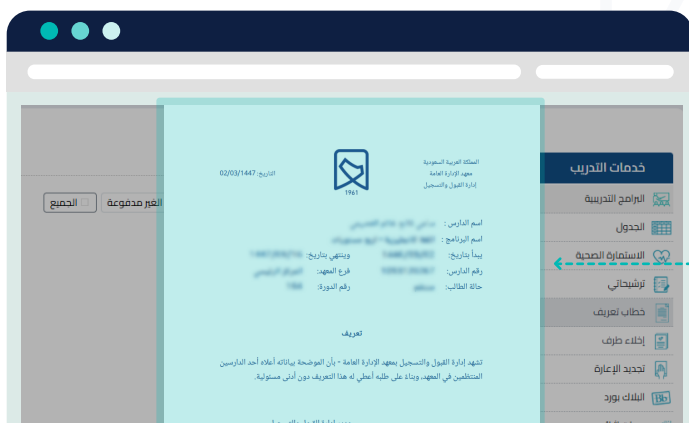 المملكة العربية السعودية
معهد الإدارة العامة
إدارة القبول والتسجيل
1961
التاريخ: 02/03/1447
خدمات التدريب
البرامج التدريبية
الجدول
الاستمارة الصحية
ترشيحاتي
خطاب تعريف
إخلاء طرف
تجديد الإعارة
البلاك بورد
الغير مدفوعة
الجميع
اسم الدارس :
اسم البرنامج :
يبدأ بتاريخ: وينتهي بتاريخ:
رقم الدارس: فرع المعهد:
حالة الطالب: رقم الدورة:
تعريف
تشهد إدارة القبول والتسجيل بمعهد للإدارة العامة - بأن الموضحة بياناته أعلاه أحد الدارسين
المنتظمين في المعهد، وبناءً على طلبه أعطي له هذا التعريف دون أدنى مسئولية.